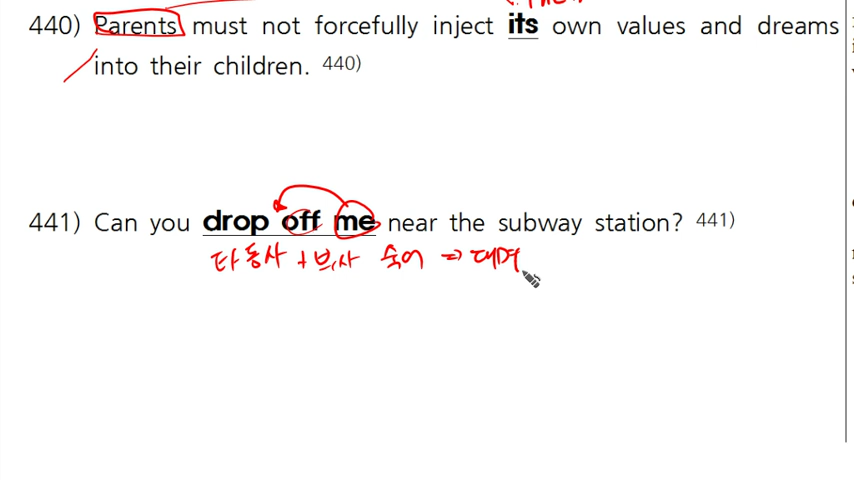 440) Parents must not forcefully inject its own values and dreams
into their children. 440)
441) Can you drop off me near the subway station? 441)
타동사 + 부사 숙어 ⇒ 대명